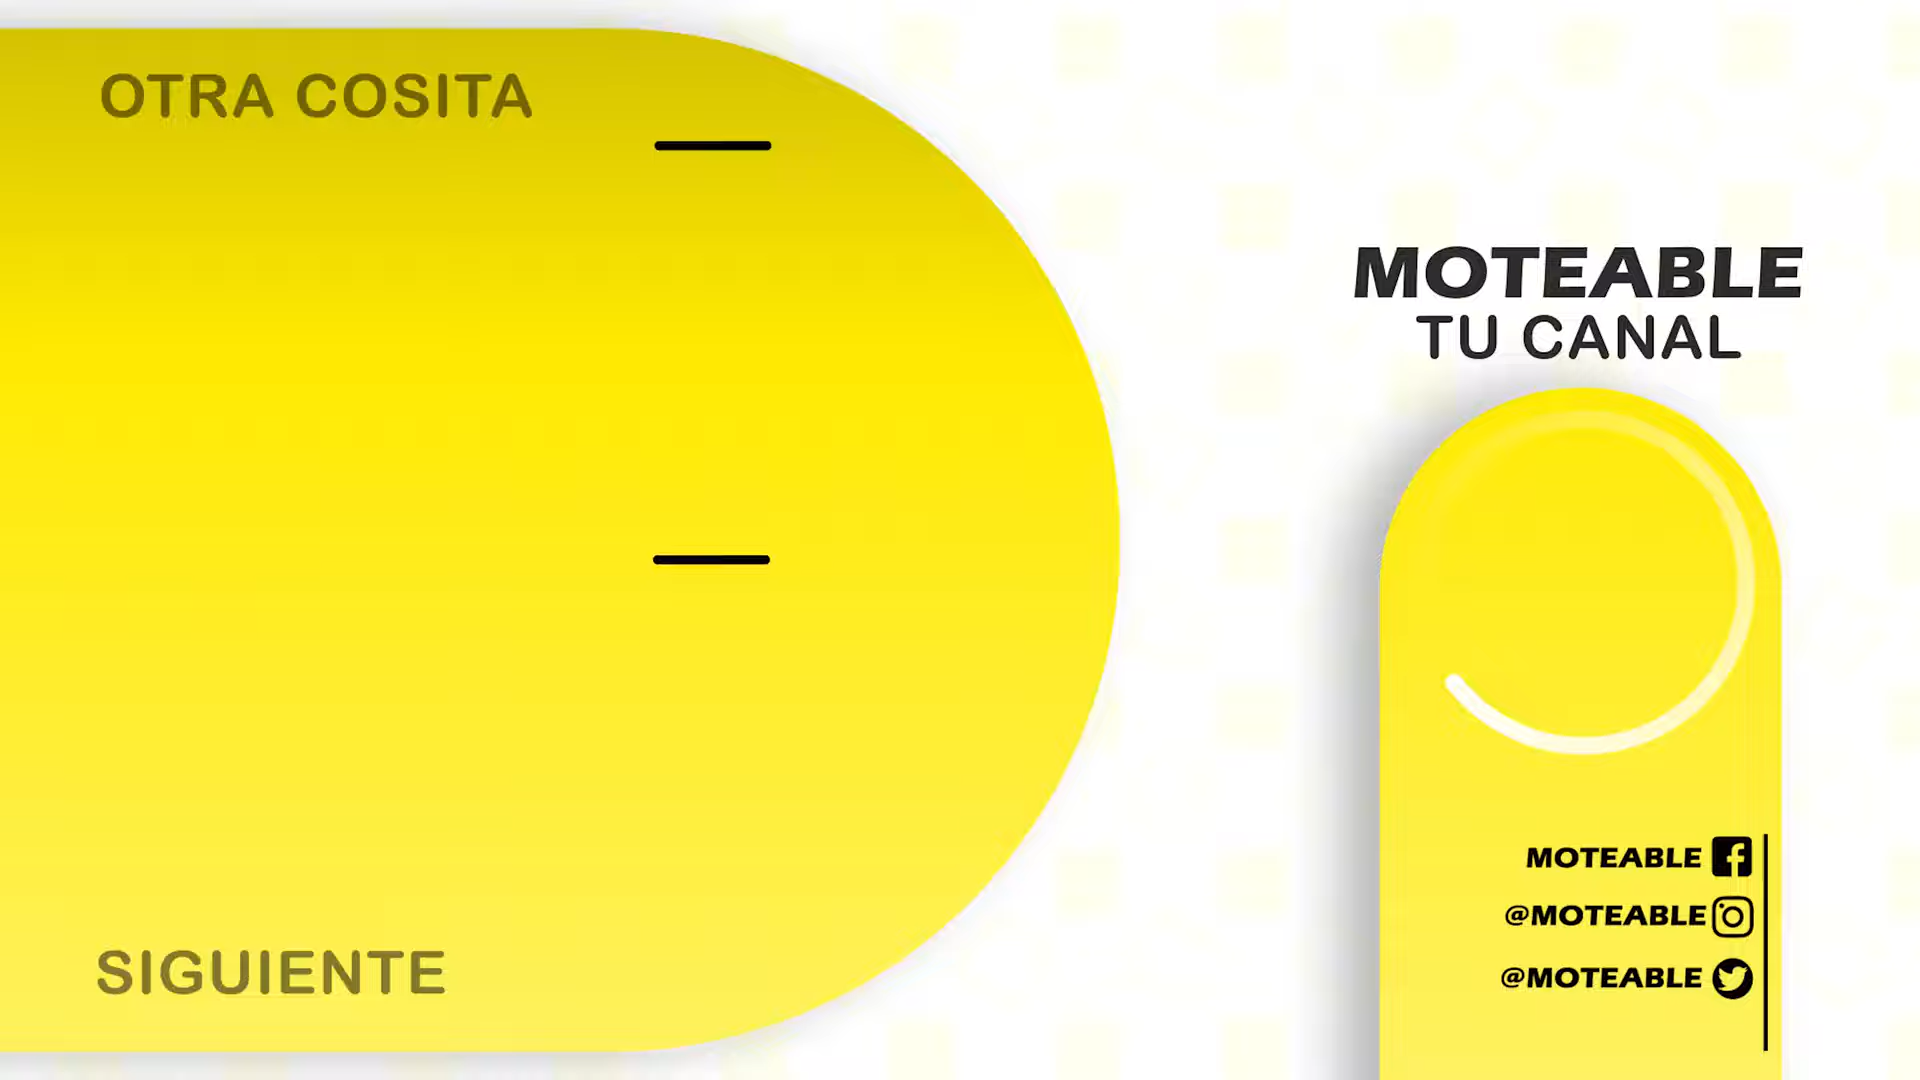 OTRA COSITA
SIGUIENTE
MOTEABLE
TU CANAL
MOTEABLE
@MOTEABLE
@MOTEABLE